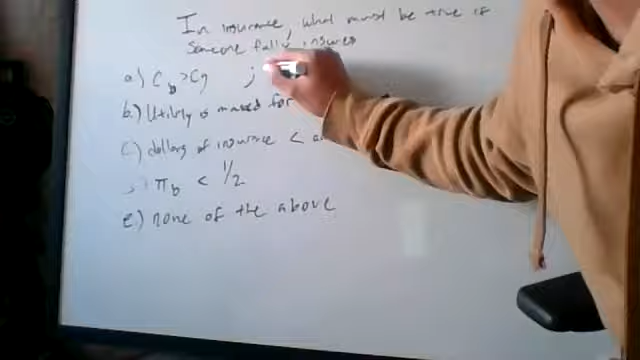 In insurance, what must be true if
someone fully insures
a) C_b > C_g ;
b.) Utility is maxed for
c.) dollars of insurance <
) π_b < 1/2
e.) none of the above